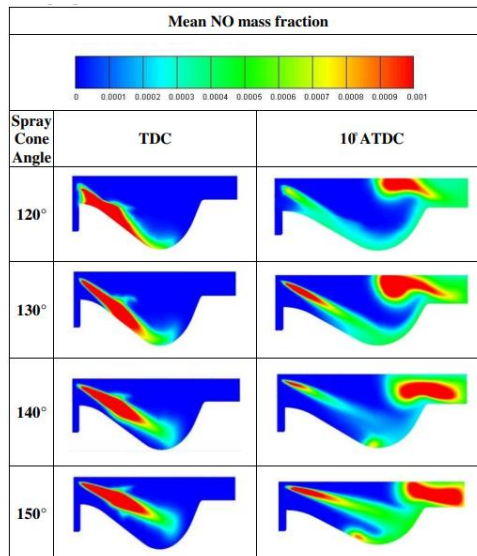 Mean NO mass fraction
0 0.0001 0.0002 0.0003 0.0004 0.0005 0.0006 0.0007 0.0008 0.0009 0.001
Spray
Cone
Angle
TDC
10° ATDC
120°
130°
140°
150°